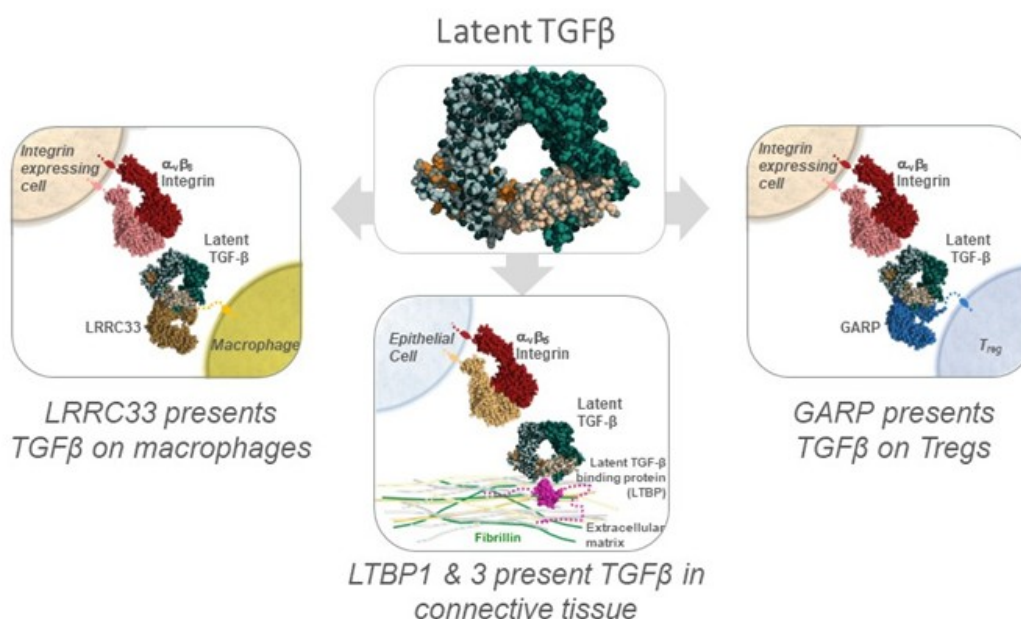 Latent TGFβ
Integrin
expressing
cell
αvβ8
Integrin
Latent
TGF-β
LRRC33
Macrophage
LRRC33 presents
TGFβ on macrophages
Epithelial
Cell
Integrin
Latent
TGF-β
Latent TGF-β
binding protein
(LTBP)
Extracellular
matrix
Fibrillin
LTBP1 & 3 present TGFβ in
connective tissue
Integrin
expressing
cell
αvβ8
Integrin
Latent
TGF-β
GARP
Treg
GARP presents
TGFβ on Tregs